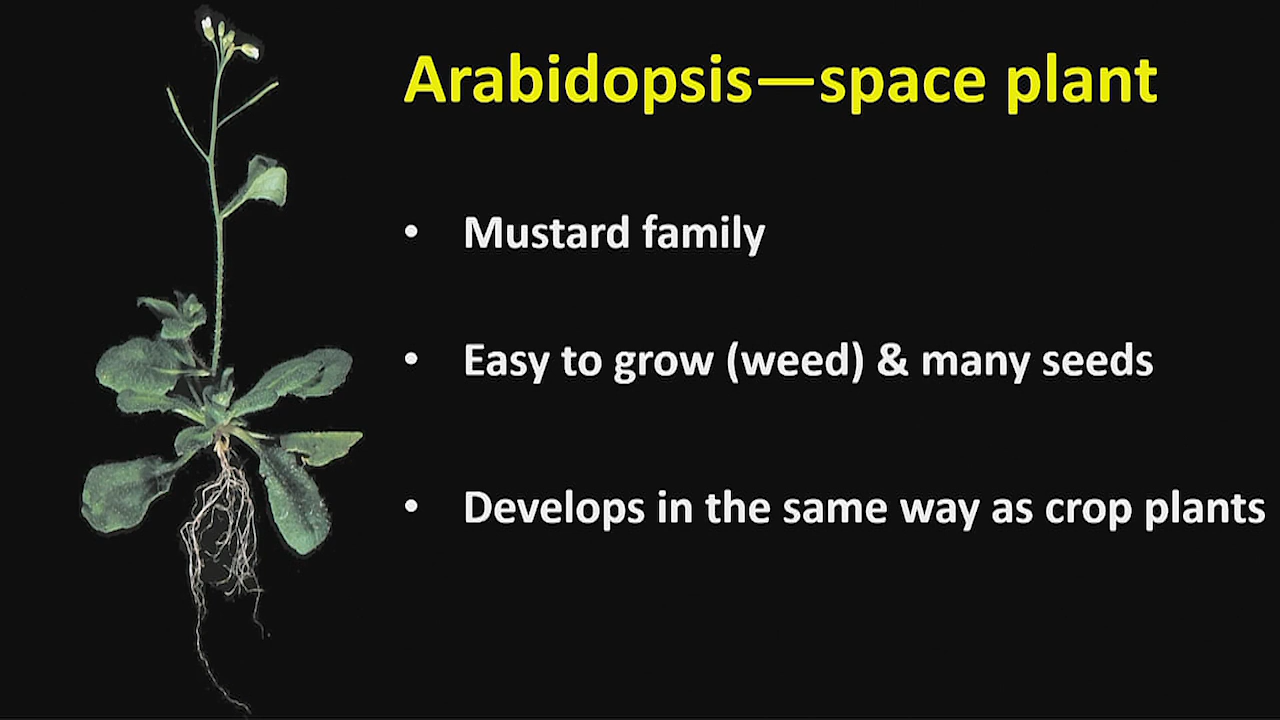 Arabidopsis—space plant
• Mustard family
• Easy to grow (weed) & many seeds
• Develops in the same way as crop plants